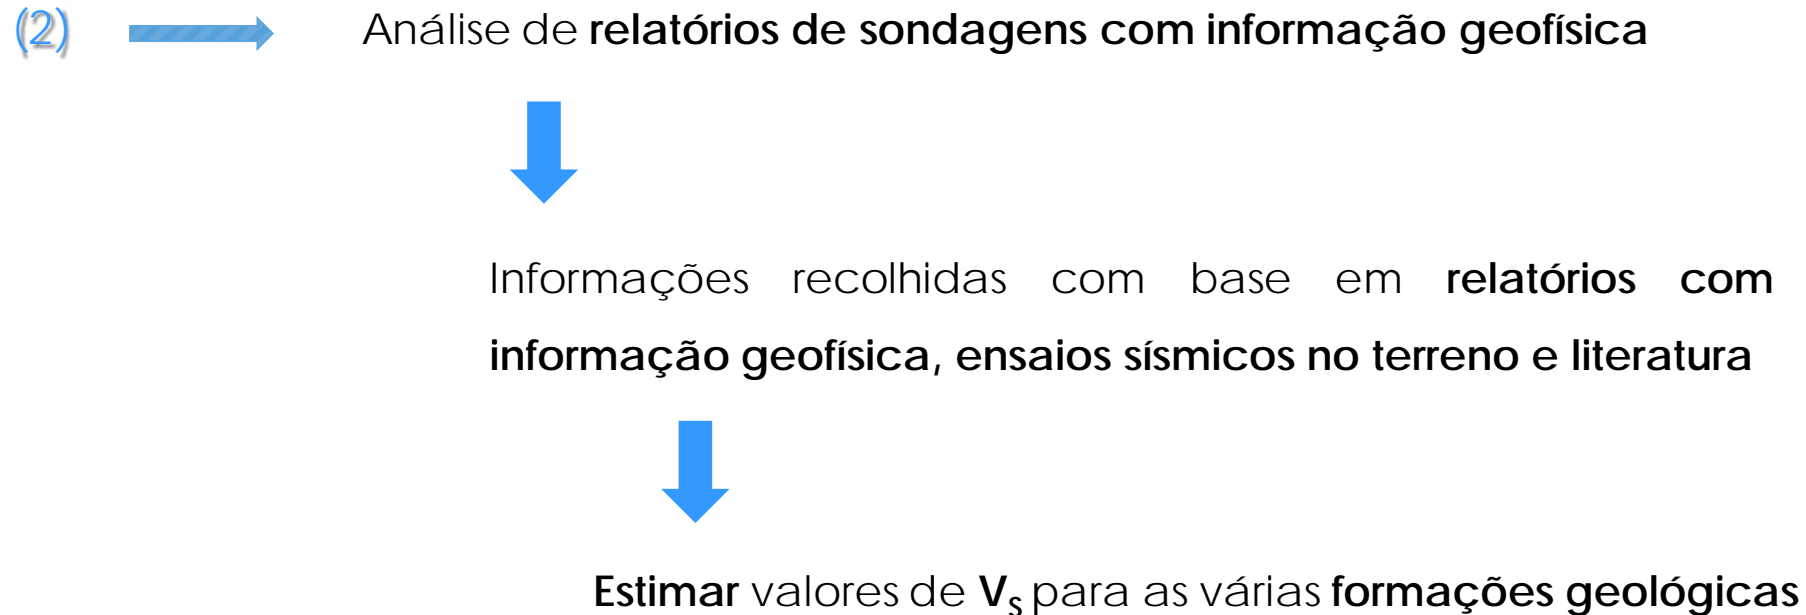 (2) Análise de relatórios de sondagens com informação geofísica
Informações recolhidas com base em relatórios com
informação geofísica, ensaios sísmicos no terreno e literatura
Estimar valores de Vs para as várias formações geológicas